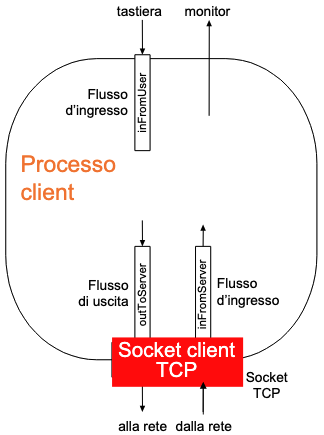 tastiera
monitor
Flusso
d'ingresso
inFromUser
Processo
client
Flusso
di uscita
outToServer
inFromServer
Flusso
d'ingresso
Socket client
TCP
Socket
TCP
alla rete
dalla rete